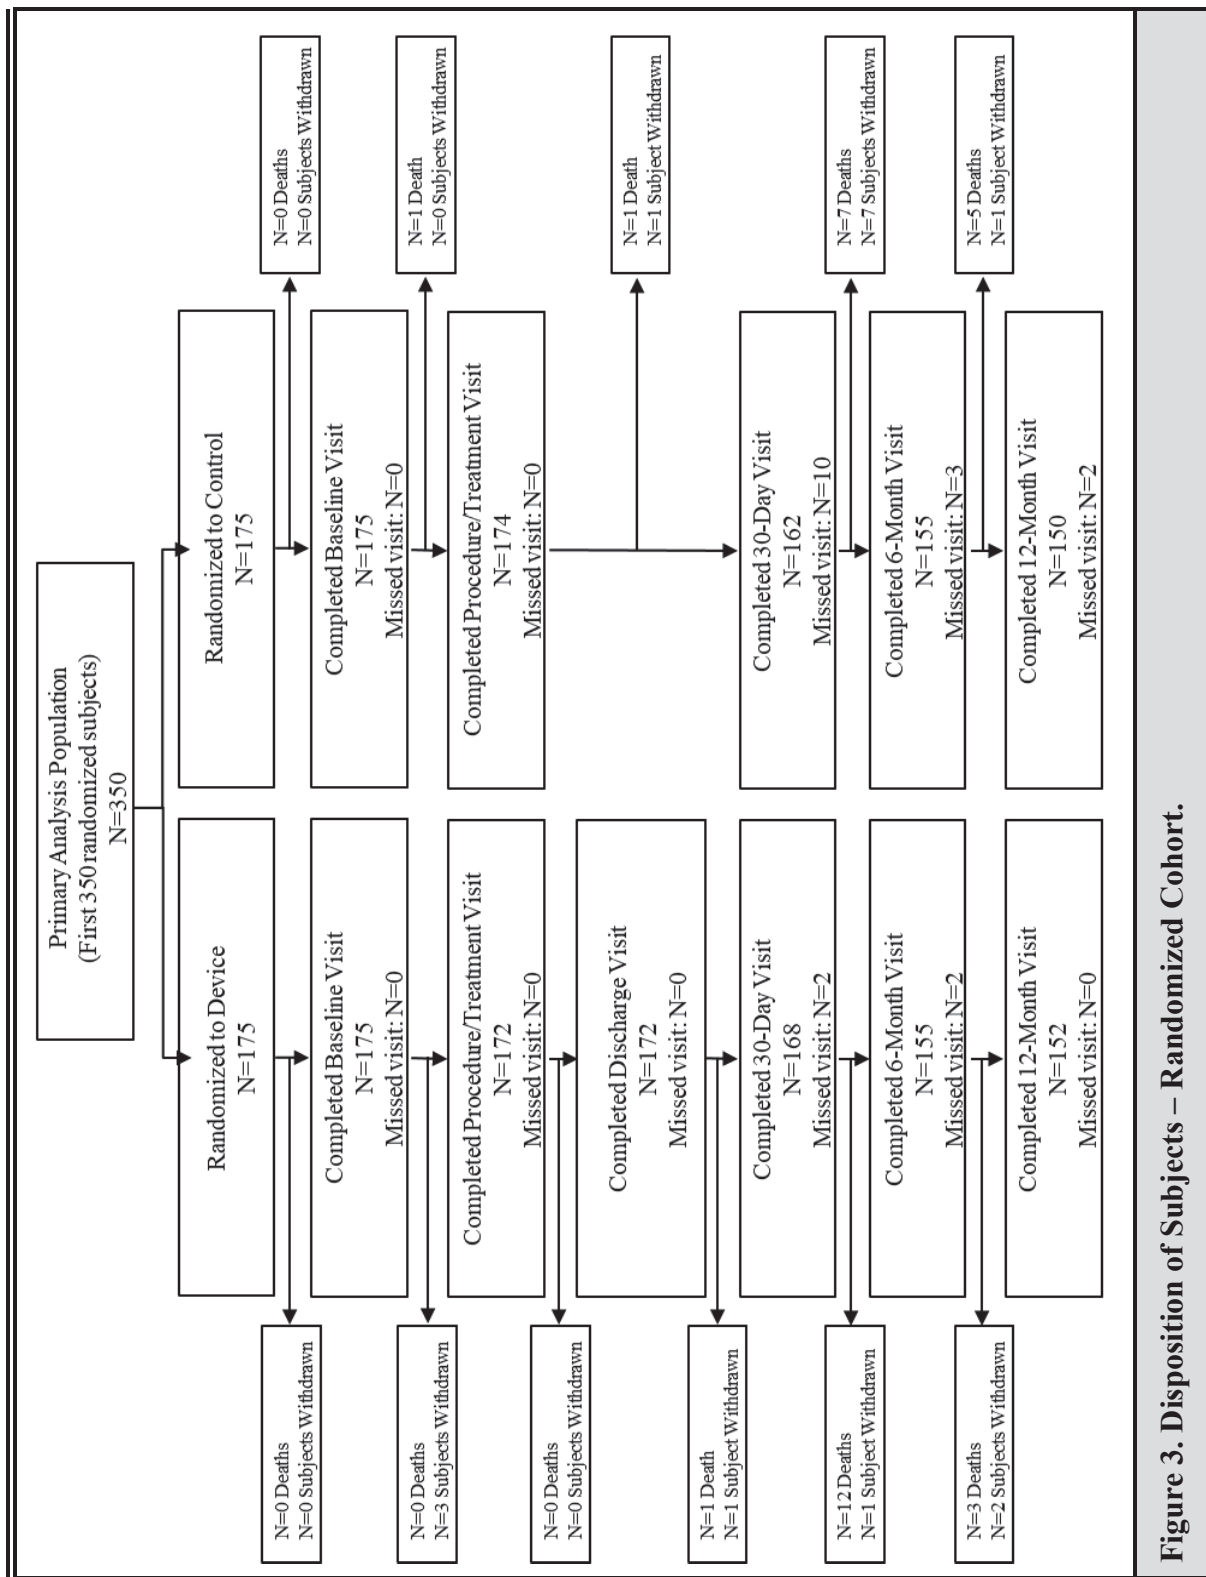 Primary Analysis Population
(First 350 randomized subjects)
N=350
Randomized to Device
N=175
Randomized to Control
N=175
N=0 Deaths
N=0 Subjects Withdrawn
N=0 Deaths
N=0 Subjects Withdrawn
Completed Baseline Visit
N=175
Missed visit: N=0
Completed Baseline Visit
N=175
Missed visit: N=0
N=0 Deaths
N=3 Subjects Withdrawn
N=1 Death
N=0 Subjects Withdrawn
Completed Procedure/Treatment Visit
N=172
Missed visit: N=0
Completed Procedure/Treatment Visit
N=174
Missed visit: N=0
N=0 Deaths
N=0 Subjects Withdrawn
Completed Discharge Visit
N=172
Missed visit: N=0
N=1 Death
N=1 Subject Withdrawn
N=1 Death
N=1 Subject Withdrawn
Completed 30-Day Visit
N=168
Missed visit: N=2
Completed 30-Day Visit
N=162
Missed visit: N=10
N=12 Deaths
N=1 Subject Withdrawn
N=7 Deaths
N=7 Subjects Withdrawn
Completed 6-Month Visit
N=155
Missed visit: N=2
Completed 6-Month Visit
N=155
Missed visit: N=3
N=3 Deaths
N=2 Subjects Withdrawn
N=5 Deaths
N=1 Subject Withdrawn
Completed 12-Month Visit
N=152
Missed visit: N=0
Completed 12-Month Visit
N=150
Missed visit: N=2
Figure 3. Disposition of Subjects – Randomized Cohort.